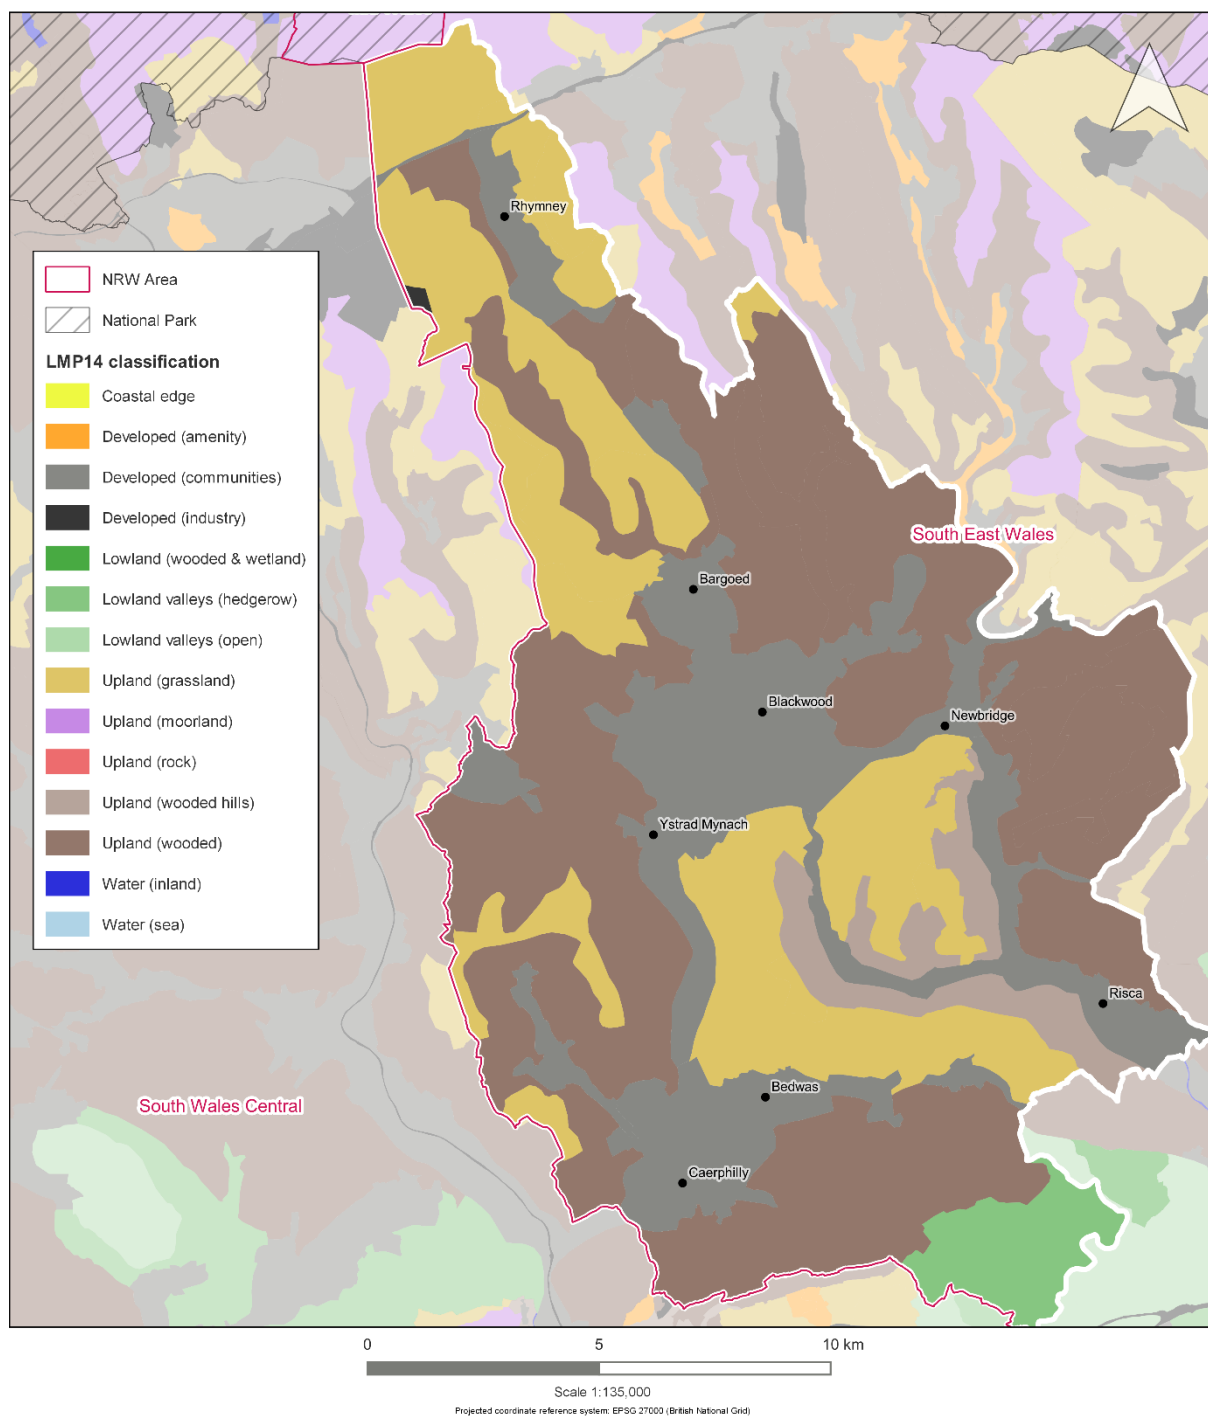 Rhymney
NRW Area
National Park
LMP14 classification
Coastal edge
Developed (amenity)
Developed (communities)
Developed (industry)
Lowland (wooded & wetland)
Lowland valleys (hedgerow)
Lowland valleys (open)
Upland (grassland)
Upland (moorland)
Upland (rock)
Upland (wooded hills)
Upland (wooded)
Water (inland)
Water (sea)
South East Wales
Bargoed
Blackwood
Newbridge
Ystrad Mynach
Risca
Bedwas
South Wales Central
Caerphilly
0 5 10 km
Scale 1:135,000
Projected coordinate reference system: EPSG 27000 (British National Grid)